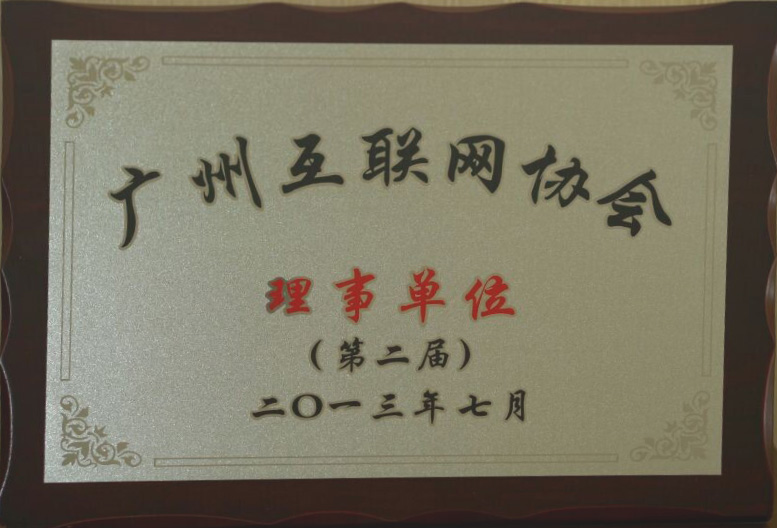 广州互联网协会
理事单位
（第二届）
二〇一三年七月